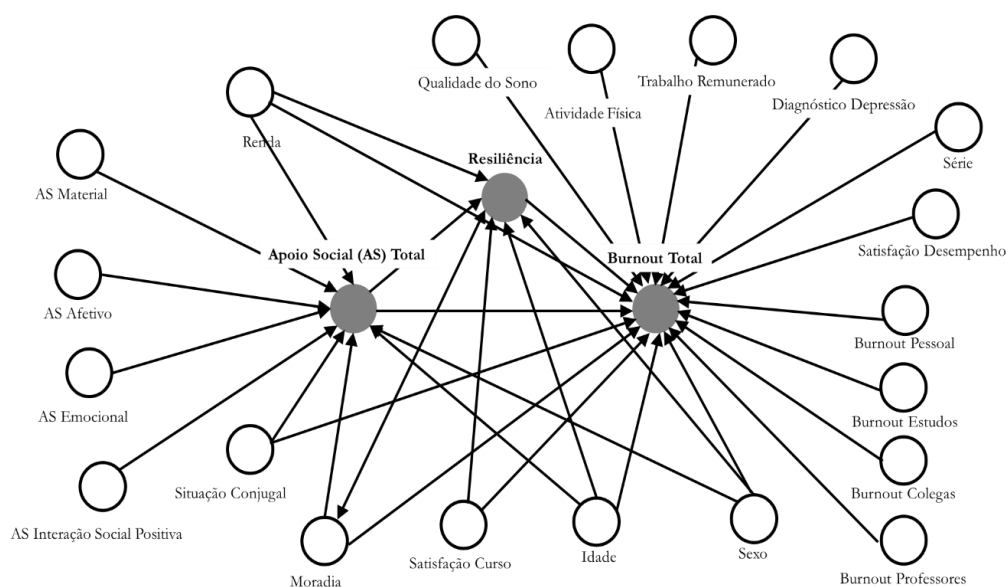 Qualidade do Sono
Trabalho Remunerado
Diagnóstico Depressão
Atividade Física
Renda
Resiliência
Série
AS Material
Apoio Social (AS) Total
Burnout Total
Satisfação Desempenho
AS Afetivo
Burnout Pessoal
AS Emocional
Burnout Estudos
Situação Conjugal
Burnout Colegas
AS Interação Social Positiva
Moradia
Satisfação Curso
Idade
Sexo
Burnout Professores